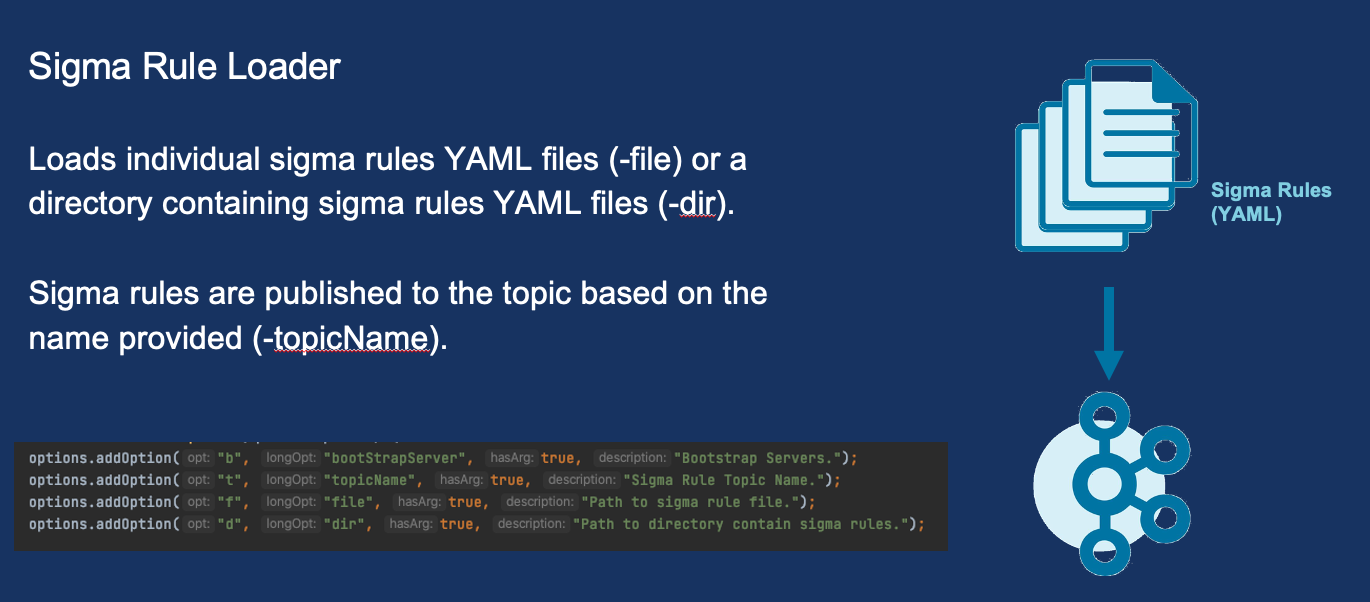 Sigma Rule Loader
Loads individual sigma rules YAML files (-file) or a
directory containing sigma rules YAML files (-dir).
Sigma rules are published to the topic based on the
name provided (-topicName).
Sigma Rules
(YAML)
options.addOption( opt: "b", longOpt: "bootStrapServer", hasArg: true, description: "Bootstrap Servers.");
options.addOption( opt: "t", longOpt: "topicName", hasArg: true, description: "Sigma Rule Topic Name.");
options.addOption( opt: "f", longOpt: "file", hasArg: true, description: "Path to sigma rule file.");
options.addOption( opt: "d", longOpt: "dir", hasArg: true, description: "Path to directory contain sigma rules.");